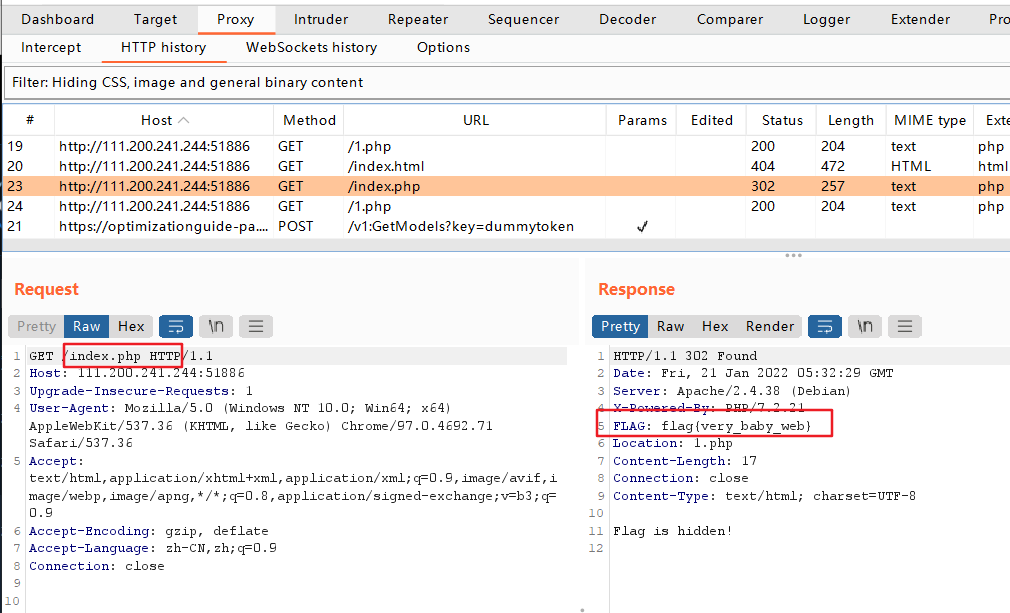 Dashboard Target Proxy Intruder Repeater Sequencer Decoder Comparer Logger Extender Pro
Intercept HTTP history WebSockets history Options
Filter: Hiding CSS, image and general binary content
# Host Method URL Params Edited Status Length MIME type Exte
19 http://111.200.241.244:51886 GET /1.php 200 204 text php
20 http://111.200.241.244:51886 GET /index.html 404 472 HTML html
23 http://111.200.241.244:51886 GET /index.php 302 257 text php
24 http://111.200.241.244:51886 GET /1.php 200 204 text php
21 https://optimizationguide-pa.... POST /v1:GetModels?key=dummytoken ✓
Request
Pretty Raw Hex \n
1 GET /index.php HTTP/1.1
2 Host: 111.200.241.244:51886
3 Upgrade-Insecure-Requests: 1
4 User-Agent: Mozilla/5.0 (Windows NT 10.0; Win64; x64)
AppleWebKit/537.36 (KHTML, like Gecko) Chrome/97.0.4692.71
Safari/537.36
5 Accept:
text/html,application/xhtml+xml,application/xml;q=0.9,image/avif,i
mage/webp,image/apng,*/*;q=0.8,application/signed-exchange;v=b3;q=
0.9
6 Accept-Encoding: gzip, deflate
7 Accept-Language: zh-CN,zh;q=0.9
8 Connection: close
9
10
Response
Pretty Raw Hex Render \n
1 HTTP/1.1 302 Found
2 Date: Fri, 21 Jan 2022 05:32:29 GMT
3 Server: Apache/2.4.38 (Debian)
4 X-Powered-By: PHP/7.2.21
5 FLAG: flag{very_baby_web}
6 Location: 1.php
7 Content-Length: 17
8 Connection: close
9 Content-Type: text/html; charset=UTF-8
10
11 Flag is hidden!
12